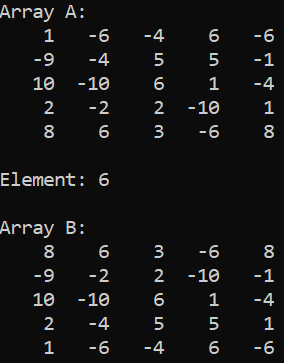 Array A:
1 -6 -4 6 -6
-9 -4 5 5 -1
10 -10 6 1 -4
2 -2 2 -10 1
8 6 3 -6 8
Element: 6
Array B:
8 6 3 -6 8
-9 -2 2 -10 -1
10 -10 6 1 -4
2 -4 5 5 1
1 -6 -4 6 -6